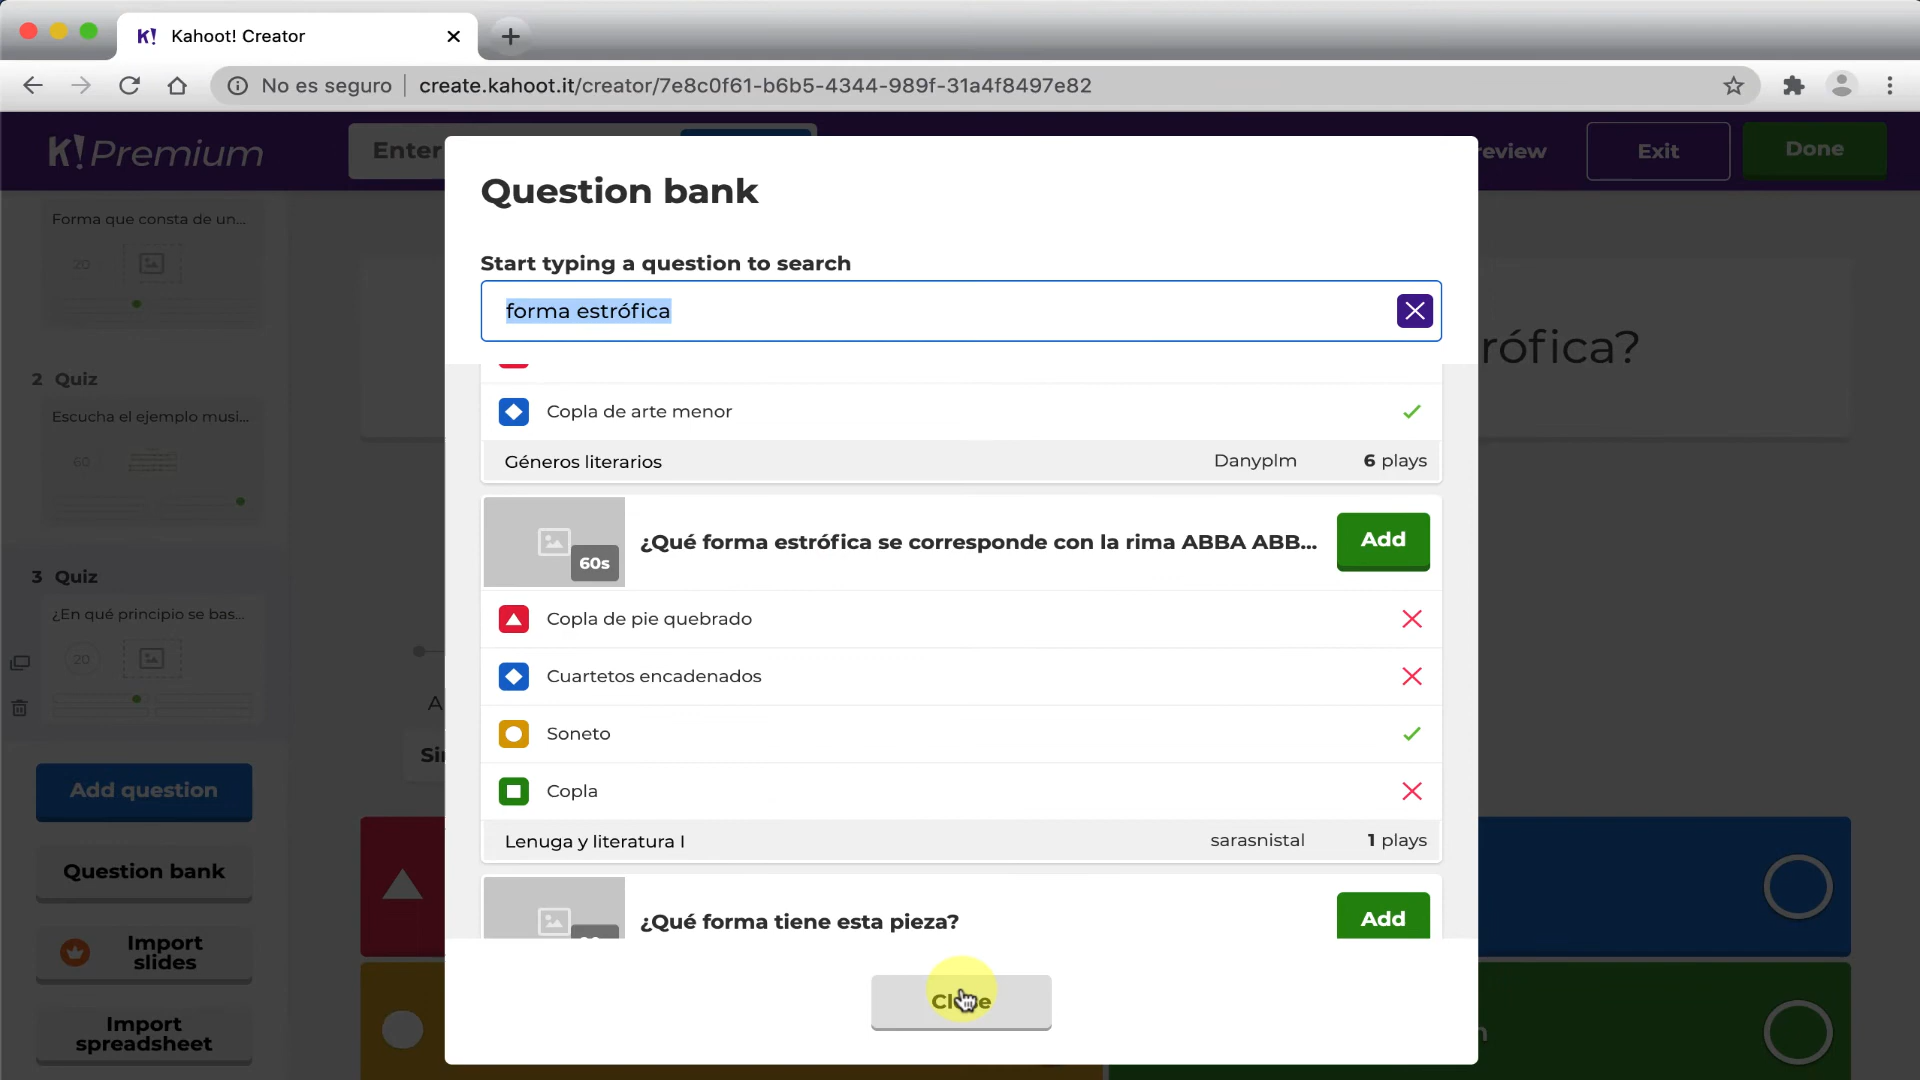 Kahoot! Creator
No es seguro
create.kahoot.it/creator/7e8c0f61-b6b5-4344-989f-31a4f8497e82
K! Premium
Enter
review
Exit
Done
Question bank
Start typing a question to search
forma estrófica
Copla de arte menor
Géneros literarios
Danyplm
6 plays
60s
¿Qué forma estrófica se corresponde con la rima ABBA ABB...
Add
Copla de pie quebrado
Cuartetos encadenados
Soneto
Copla
Lenuga y literatura I
sarasnistal
1 plays
¿Qué forma tiene esta pieza?
Add
Close
Forma que consta de un...
20
2 Quiz
Escucha el ejemplo musi...
60
3 Quiz
¿En qué principio se bas...
20
Add question
Question bank
Import
slides
Import
spreadsheet
rófica?
A